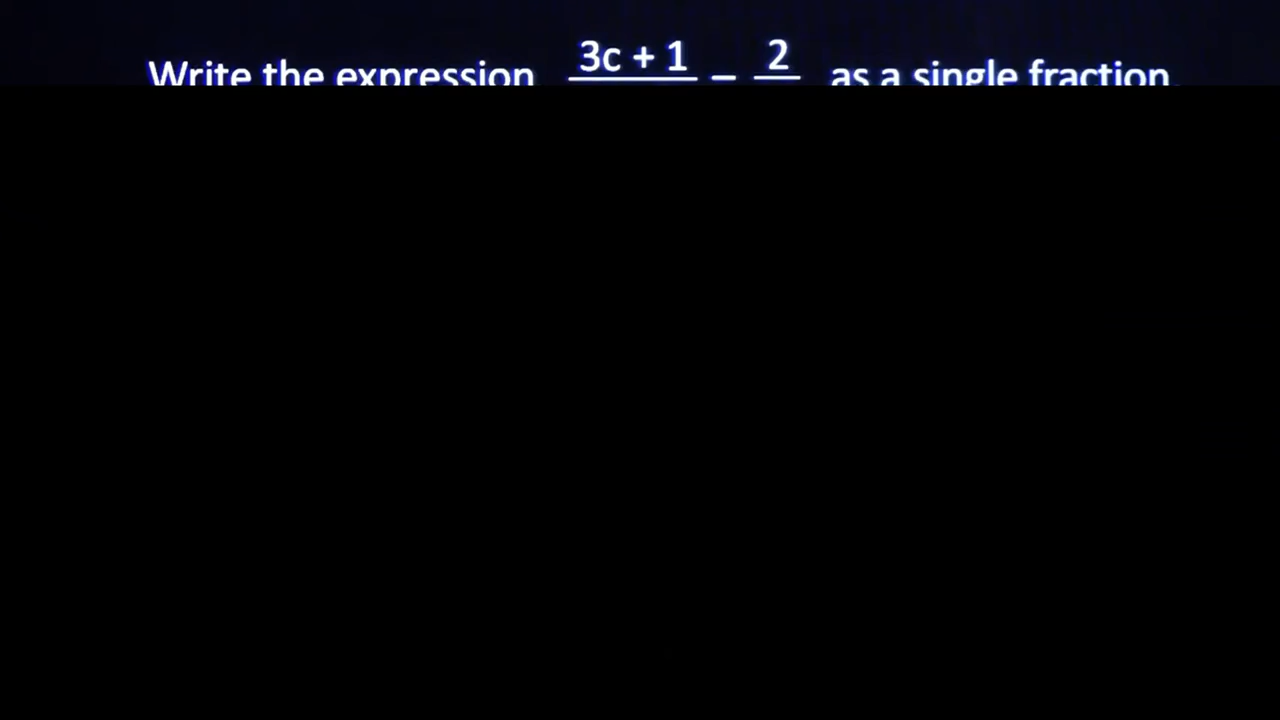 Write the expression (3c + 1)/ − 2/ as a single fraction.